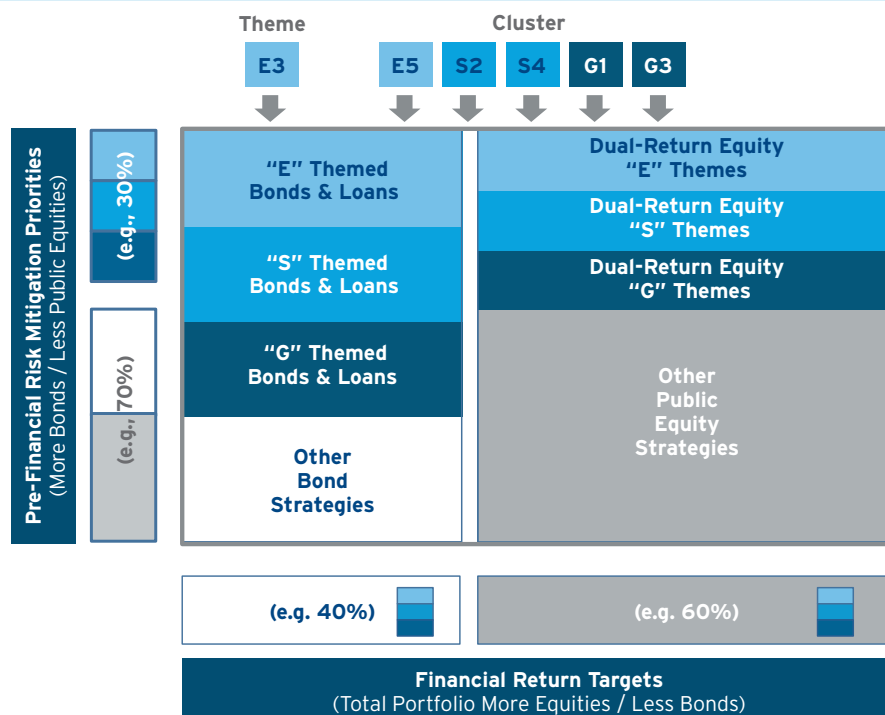 Theme
Cluster
E3
E5
S2
S4
G1
G3
Pre-Financial Risk Mitigation Priorities
(More Bonds / Less Public Equities)
(e.g., 30%)
(e.g., 70%)
“E” Themed
Bonds & Loans
“S” Themed
Bonds & Loans
“G” Themed
Bonds & Loans
Other
Bond
Strategies
Dual-Return Equity
“E” Themes
Dual-Return Equity
“S” Themes
Dual-Return Equity
“G” Themes
Other
Public
Equity
Strategies
(e.g. 40%)
(e.g. 60%)
Financial Return Targets
(Total Portfolio More Equities / Less Bonds)